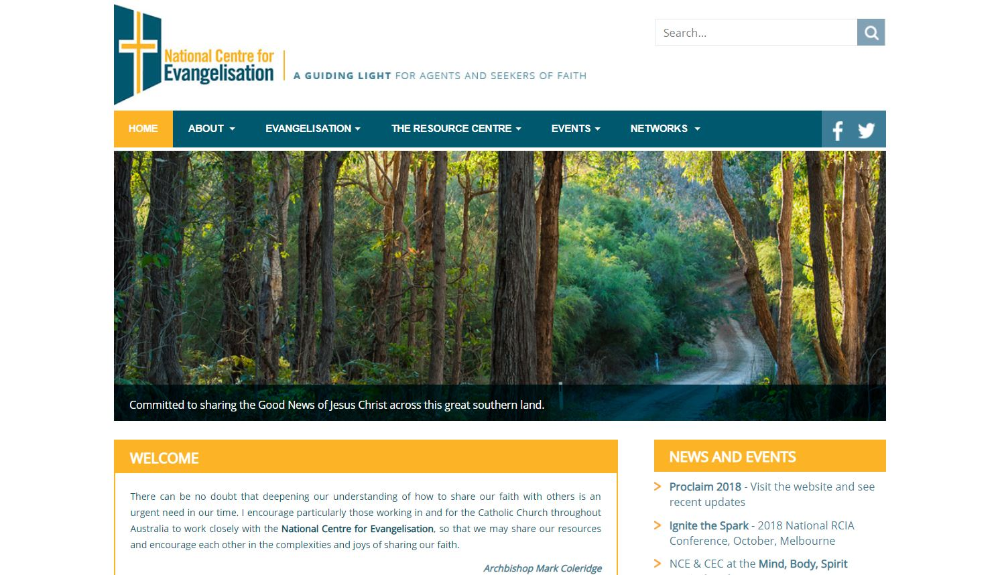 National Centre for
Evangelisation
A GUIDING LIGHT FOR AGENTS AND SEEKERS OF FAITH
Search...
HOME ABOUT EVANGELISATION THE RESOURCE CENTRE EVENTS NETWORKS
Committed to sharing the Good News of Jesus Christ across this great southern land.
WELCOME
There can be no doubt that deepening our understanding of how to share our faith with others is an
urgent need in our time. I encourage particularly those working in and for the Catholic Church throughout
Australia to work closely with the National Centre for Evangelisation, so that we may share our resources
and encourage each other in the complexities and joys of sharing our faith.
Archbishop Mark Coleridge
NEWS AND EVENTS
Proclaim 2018 - Visit the website and see
recent updates
Ignite the Spark - 2018 National RCIA
Conference, October, Melbourne
NCE & CEC at the Mind, Body, Spirit